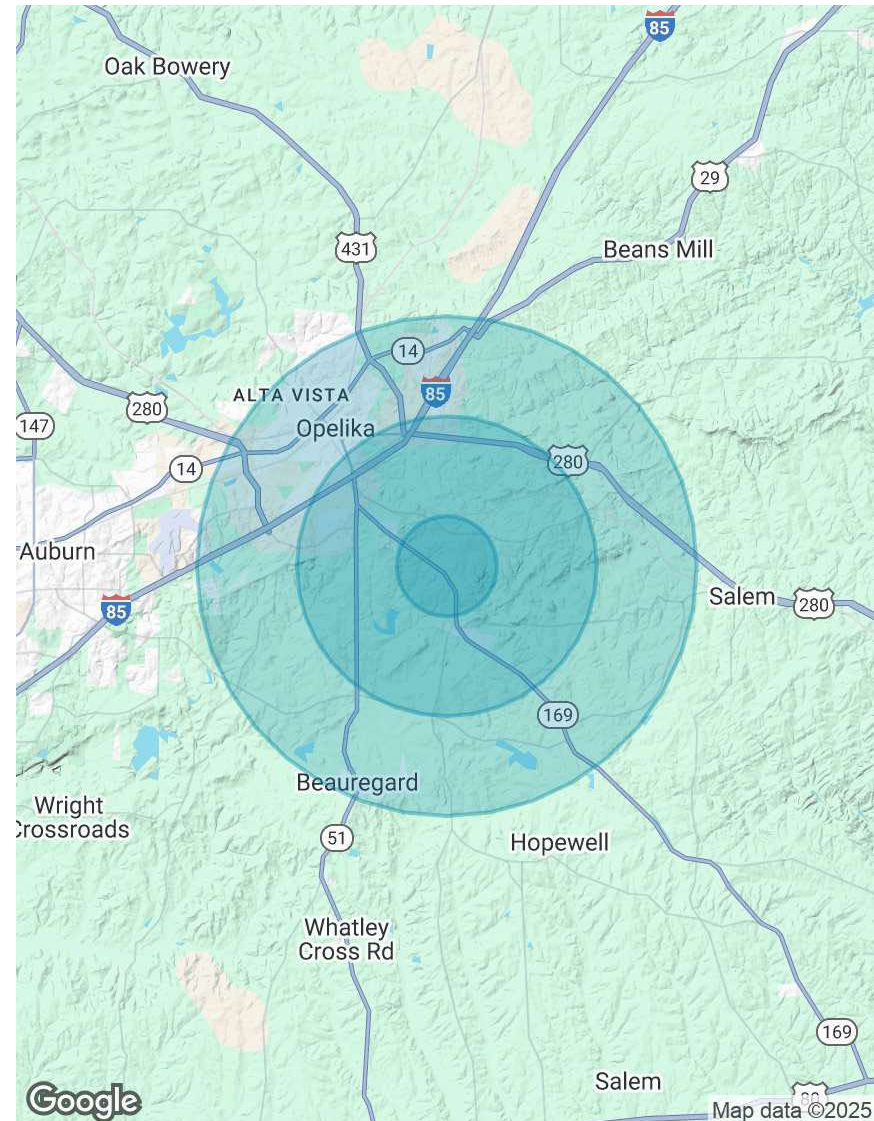 85
Oak Bowery
29
431
Beans Mill
14
85
ALTA VISTA
280
147
Opelika
14
280
Auburn
85
Salem
280
169
Beauregard
Wright
Crossroads
51
Hopewell
Whatley
Cross Rd
169
Salem
80
Google
Map data ©2025